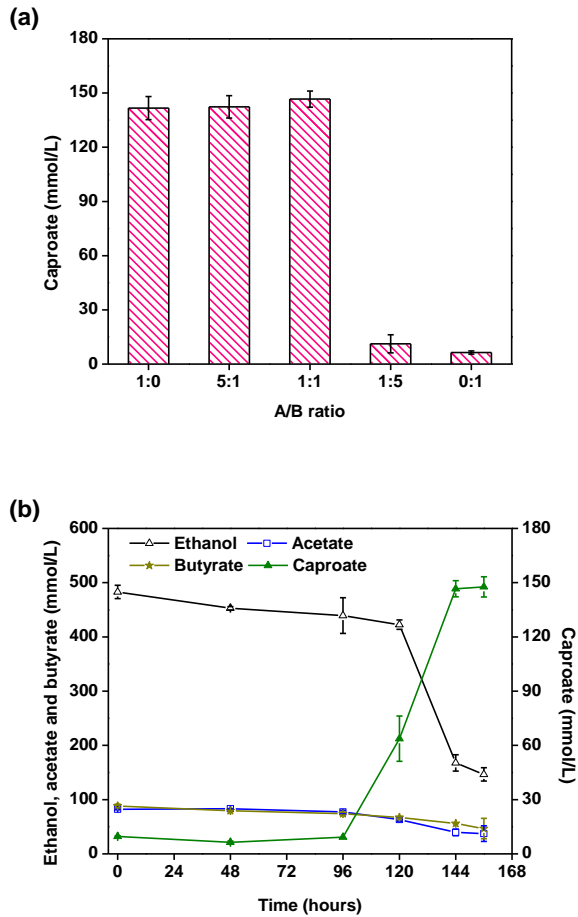 (a)
180
150
120
90
60
30
0
Caproate (mmol/L)
1:0 5:1 1:1 1:5 0:1
A/B ratio
(b)
Ethanol Acetate
Butyrate Caproate
600
500
400
300
200
100
0
Ethanol, acetate and butyrate (mmol/L)
180
150
120
90
60
30
0
Caproate (mmol/L)
0 24 48 72 96 120 144 168
Time (hours)